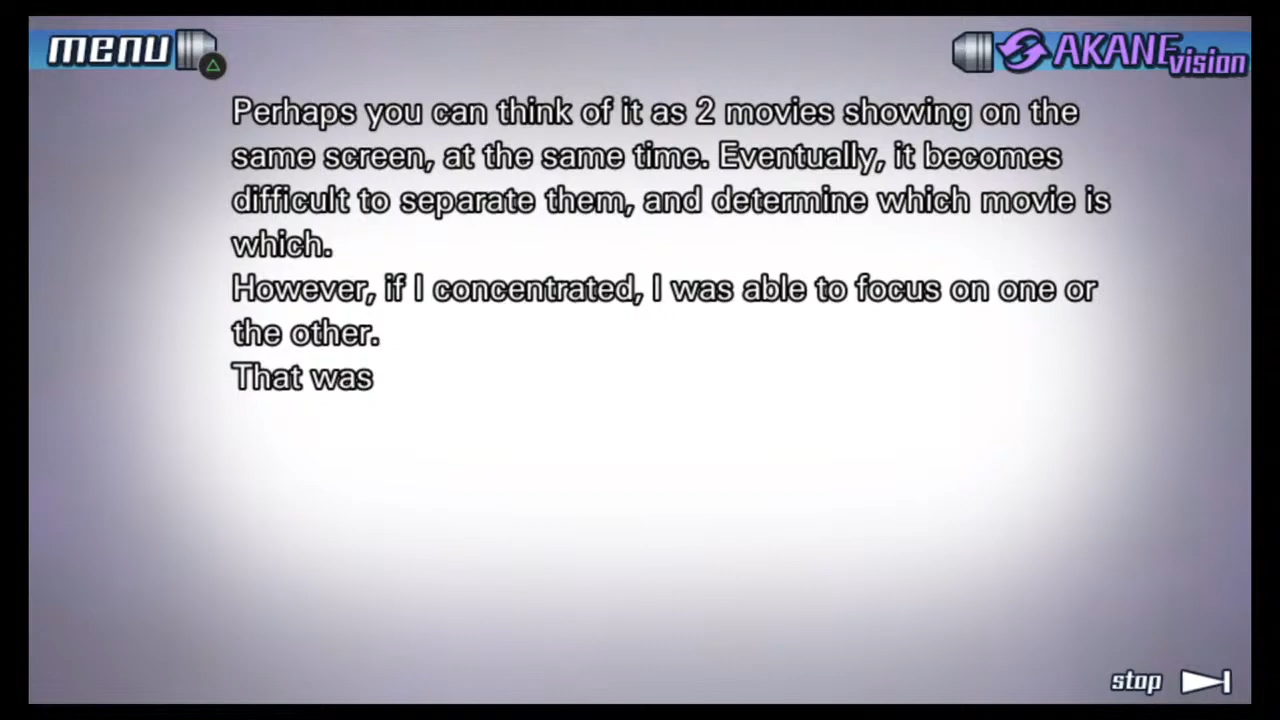 menu
AKANE vision
Perhaps you can think of it as 2 movies showing on the
same screen, at the same time. Eventually, it becomes
difficult to separate them, and determine which movie is
which.
However, if I concentrated, I was able to focus on one or
the other.
That was
stop